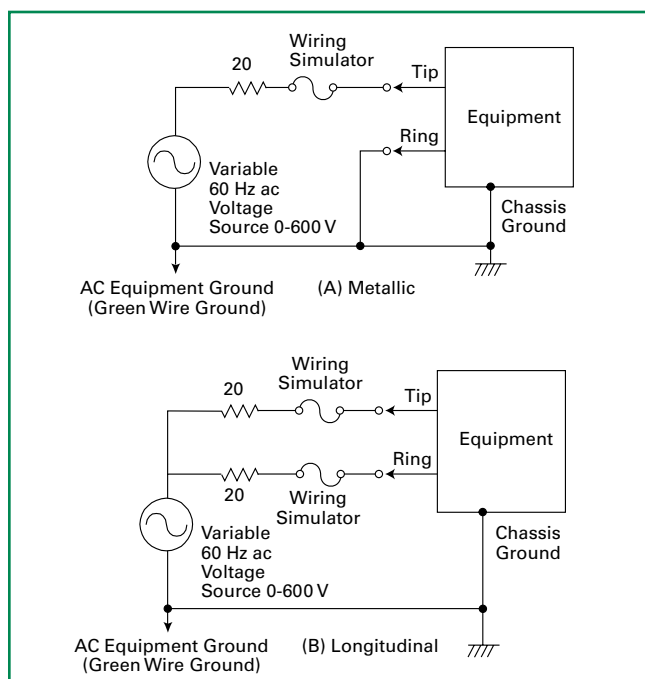 Wiring
Simulator
20
Tip
Equipment
Ring
Variable
60 Hz ac
Voltage
Source 0-600 V
Chassis
Ground
AC Equipment Ground
(Green Wire Ground)
(A) Metallic
Wiring
Simulator
20
Tip
Equipment
Ring
20
Wiring
Simulator
Variable
60 Hz ac
Voltage
Source 0-600 V
Chassis
Ground
AC Equipment Ground
(Green Wire Ground)
(B) Longitudinal